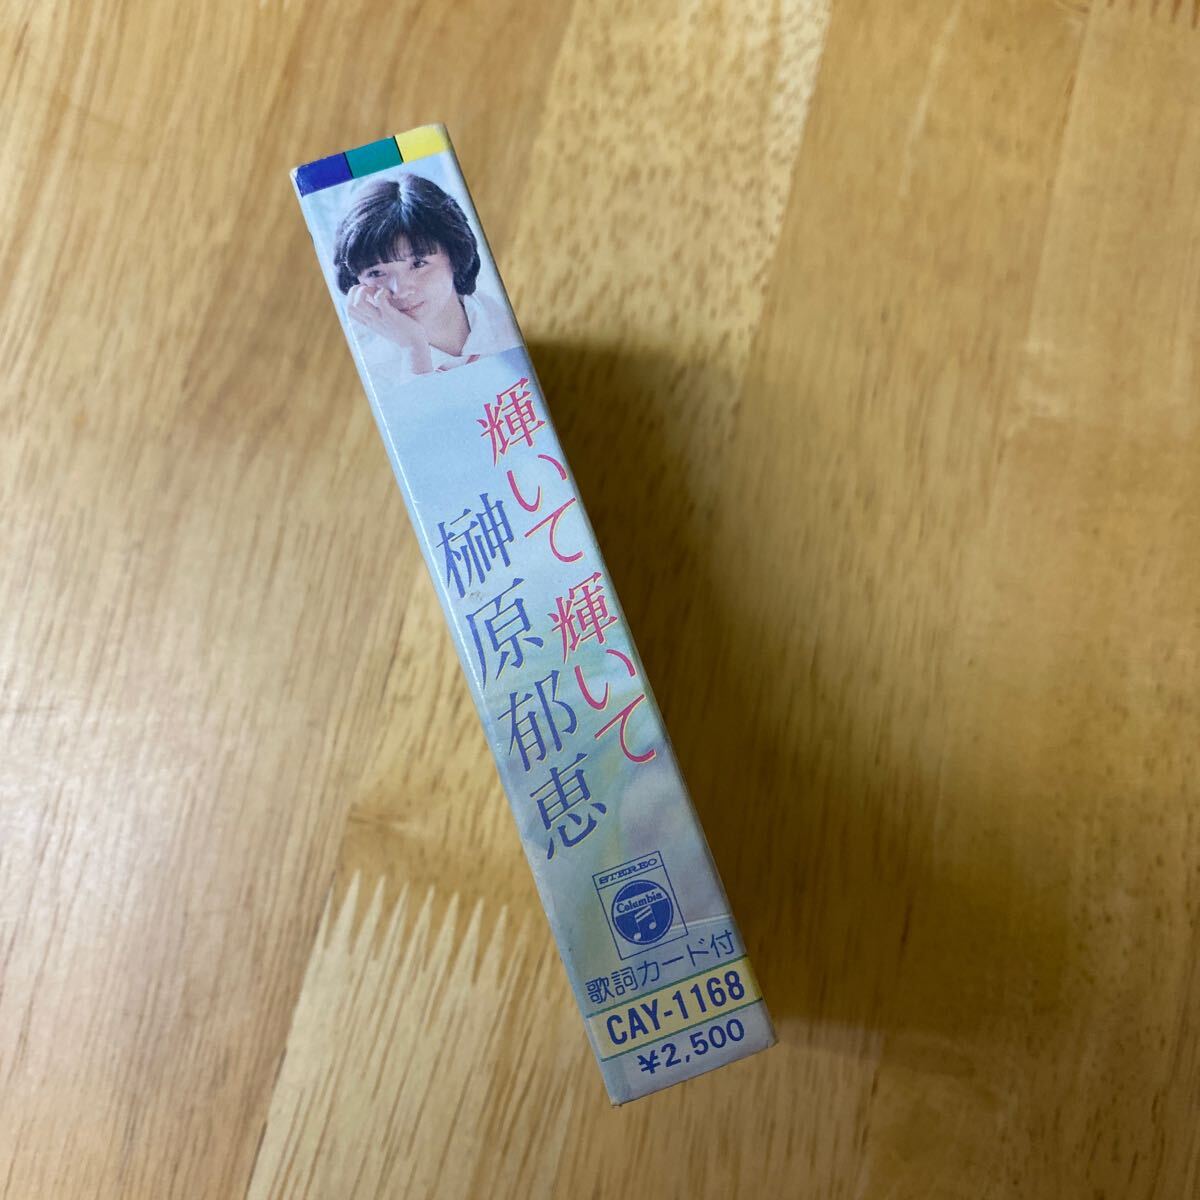 輝いて輝いて
榊原郁恵
STEREO
Columbia
歌詞カード付
CAY-1168
¥2,500